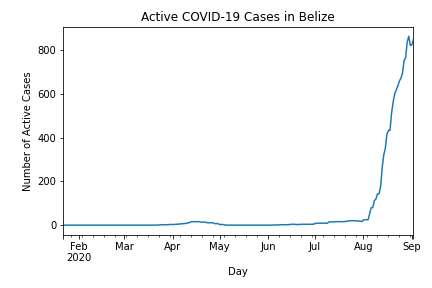 Active COVID-19 Cases in Belize
Number of Active Cases
800
600
400
200
0
Feb Mar Apr May Jun Jul Aug Sep
2020
Day